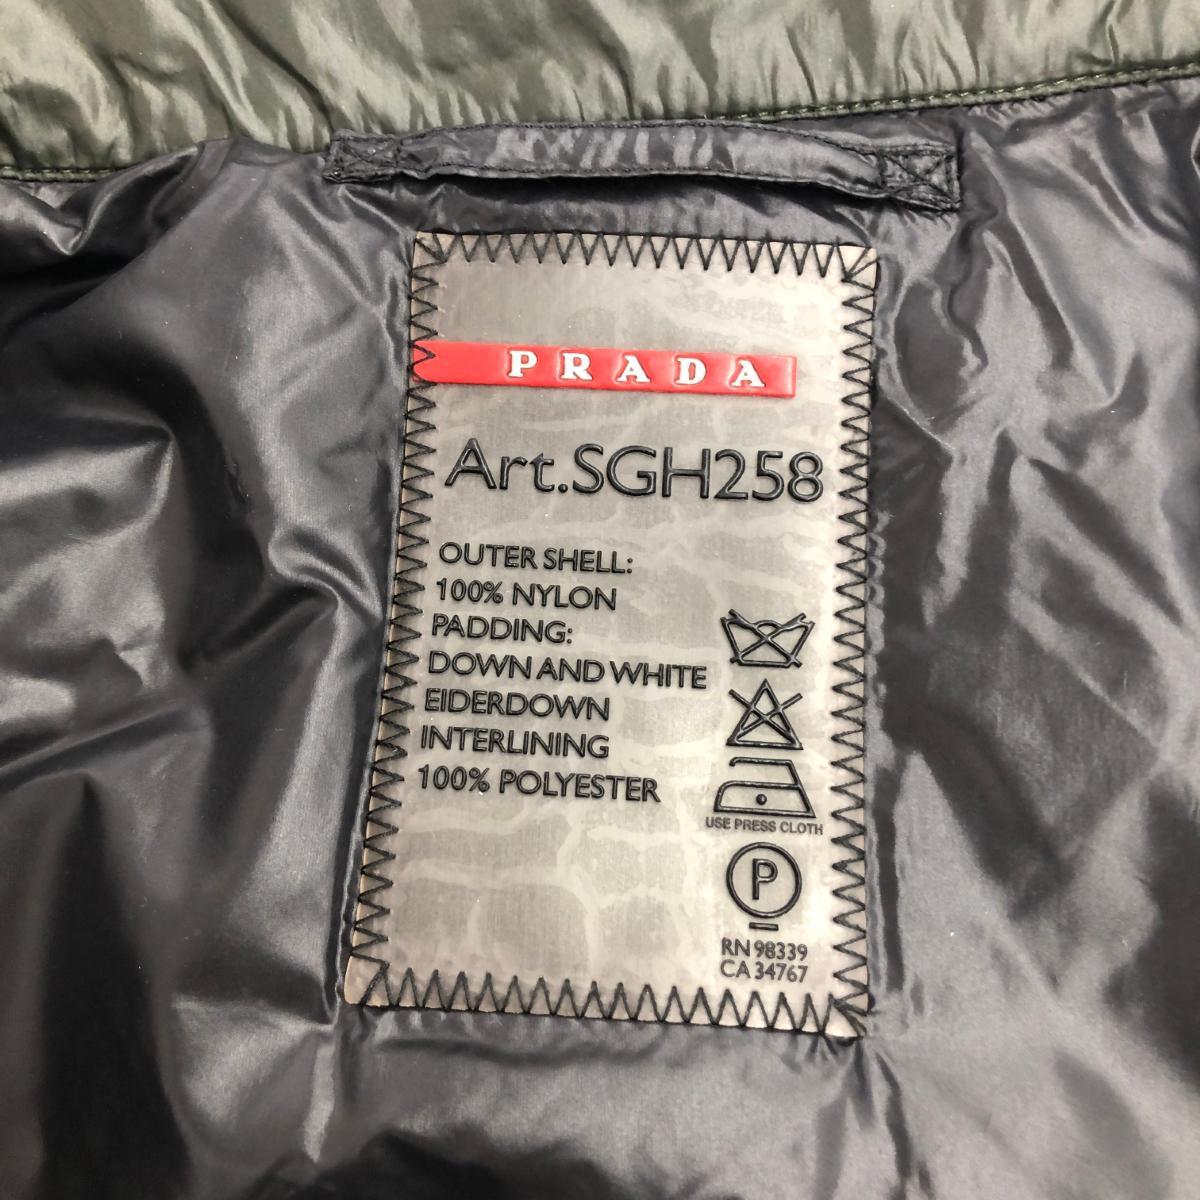 PRADA
Art.SGH258
OUTER SHELL:
100% NYLON
PADDING:
DOWN AND WHITE
EIDERDOWN
INTERLINING
100% POLYESTER
USE PRESS CLOTH
P
RN 98339
CA 34767